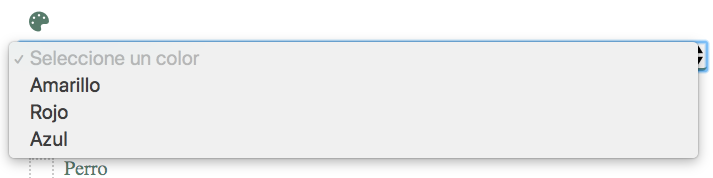 Seleccione un color
Amarillo
Rojo
Azul
Perro